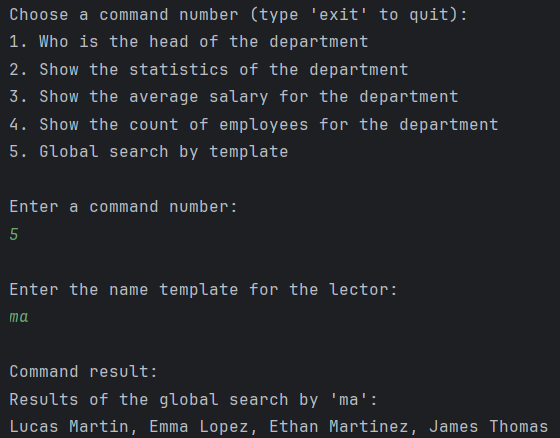 Choose a command number (type 'exit' to quit):
1. Who is the head of the department
2. Show the statistics of the department
3. Show the average salary for the department
4. Show the count of employees for the department
5. Global search by template
Enter a command number:
5
Enter the name template for the lector:
ma
Command result:
Results of the global search by 'ma':
Lucas Martin, Emma Lopez, Ethan Martinez, James Thomas